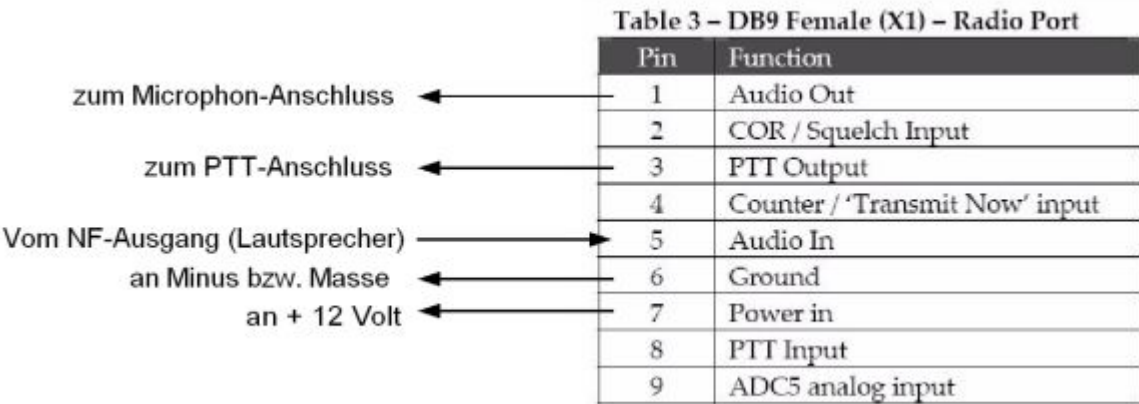 Table 3 – DB9 Female (X1) – Radio Port
Pin Function
zum Microphon-Anschluss 1 Audio Out
2 COR / Squelch Input
zum PTT-Anschluss 3 PTT Output
4 Counter / 'Transmit Now' input
Vom NF-Ausgang (Lautsprecher) 5 Audio In
an Minus bzw. Masse 6 Ground
an + 12 Volt 7 Power in
8 PTT Input
9 ADC5 analog input